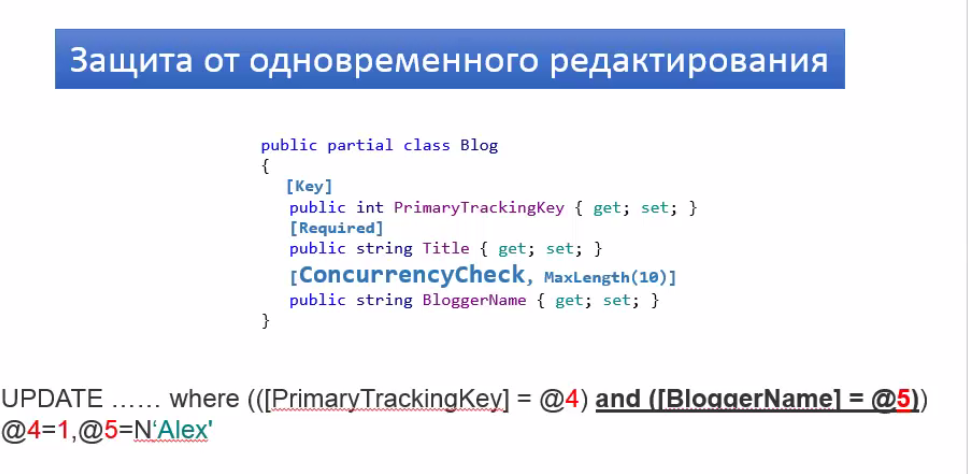 Защита от одновременного редактирования
public partial class Blog
{
[Key]
public int PrimaryTrackingKey { get; set; }
[Required]
public string Title { get; set; }
[ConcurrencyCheck, MaxLength(10)]
public string BloggerName { get; set; }
}
UPDATE …… where (([PrimaryTrackingKey] = @4) and ([BloggerName] = @5))
@4=1,@5=N‘Alex'